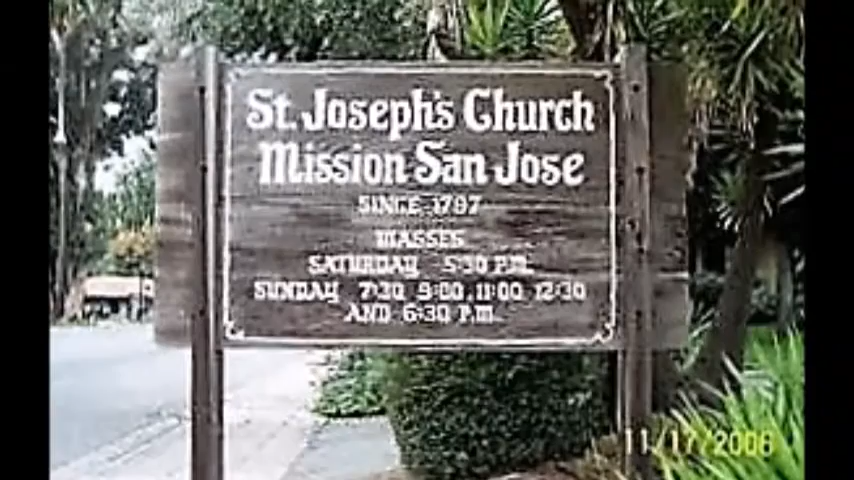 St. Joseph's Church
Mission San Jose
SINCE 1797
MASSES
SATURDAY 5:30 P.M.
SUNDAY 7:30, 9:00, 11:00 12:30
AND 6:30 P.M.
11/17/2006